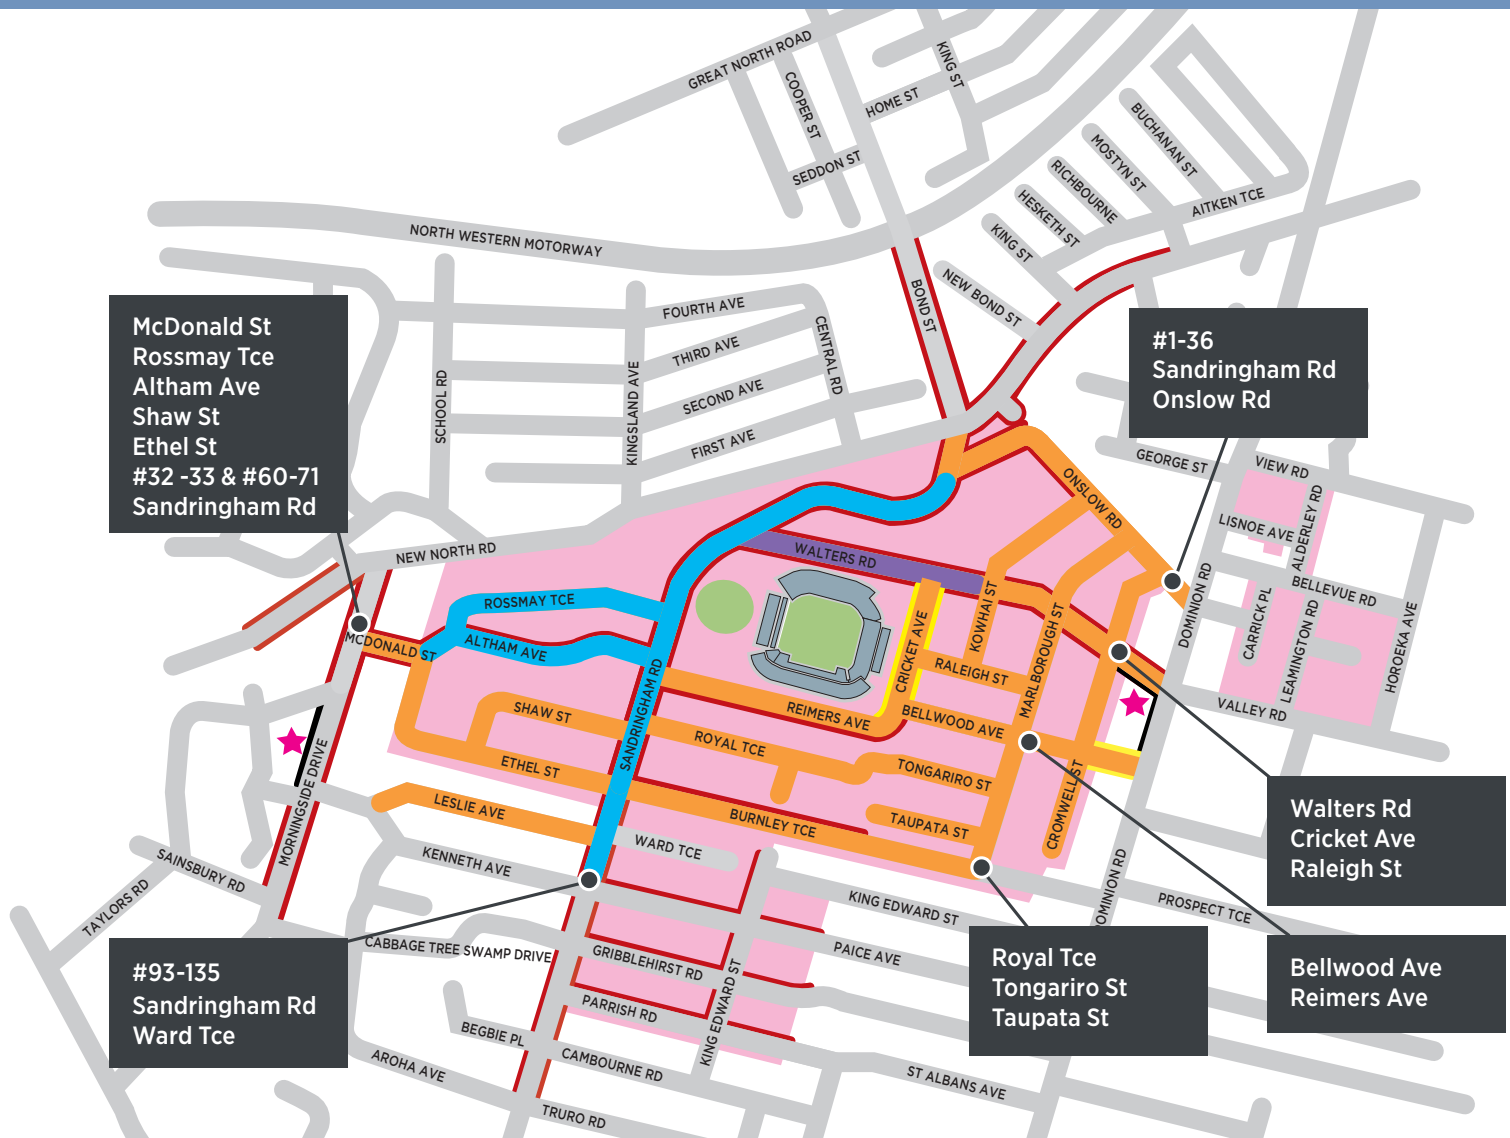 GREAT NORTH ROAD
KING ST
COOPER ST
HOME ST
SEDDON ST
BUCHANAN ST
MOSTYN ST
RICHBOURNE
HESKETH ST
KING ST
AITKEN TCE
NORTH WESTERN MOTORWAY
NEW BOND ST
BOND ST
FOURTH AVE
THIRD AVE
SECOND AVE
FIRST AVE
CENTRAL RD
SCHOOL RD
KINGSLAND AVE
McDonald St
Rossmay Tce
Altham Ave
Shaw St
Ethel St
#32 -33 & #60-71
Sandringham Rd
#1-36
Sandringham Rd
Onslow Rd
GEORGE ST
VIEW RD
ONSLOW RD
LISNOE AVE
ALDERLEY RD
NEW NORTH RD
WALTERS RD
BELLEVUE RD
DOMINION RD
CARRICK PL
LEAMINGTON RD
HOROEKA AVE
VALLEY RD
ROSSMAY TCE
ALTHAM AVE
MCDONALD ST
KOWHAI ST
MARLBOROUGH ST
CRICKET AVE
RALEIGH ST
SANDRINGHAM RD
REIMERS AVE
BELLWOOD AVE
SHAW ST
ROYAL TCE
ETHEL ST
TONGARIRO ST
CROMWELL ST
LESLIE AVE
BURNLEY TCE
TAUPATA ST
MORNINGSIDE DRIVE
WARD TCE
KENNETH AVE
SAINSBURY RD
TAYLORS RD
Walters Rd
Cricket Ave
Raleigh St
KING EDWARD ST
DOMINION RD
PROSPECT TCE
CABBAGE TREE SWAMP DRIVE
GRIBBLEHIRST RD
PAICE AVE
#93-135
Sandringham Rd
Ward Tce
Royal Tce
Tongariro St
Taupata St
Bellwood Ave
Reimers Ave
PARRISH RD
KING EDWARD ST
BEGBIE PL
CAMBOURNE RD
AROHA AVE
ST ALBANS AVE
TRURO RD